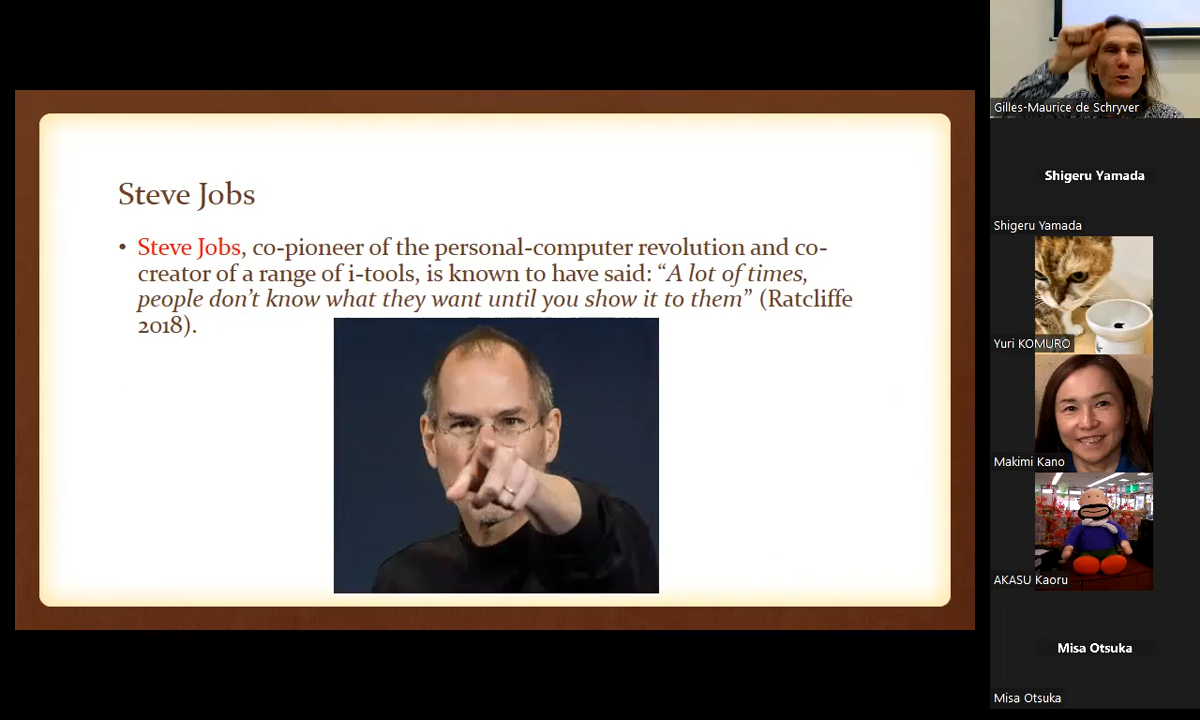 Steve Jobs
• Steve Jobs, co-pioneer of the personal-computer revolution and co-
creator of a range of i-tools, is known to have said: “A lot of times,
people don’t know what they want until you show it to them” (Ratcliffe
2018).
Gilles-Maurice de Schryver
Shigeru Yamada
Shigeru Yamada
Yuri KOMURO
Makimi Kano
AKASU Kaoru
Misa Otsuka
Misa Otsuka